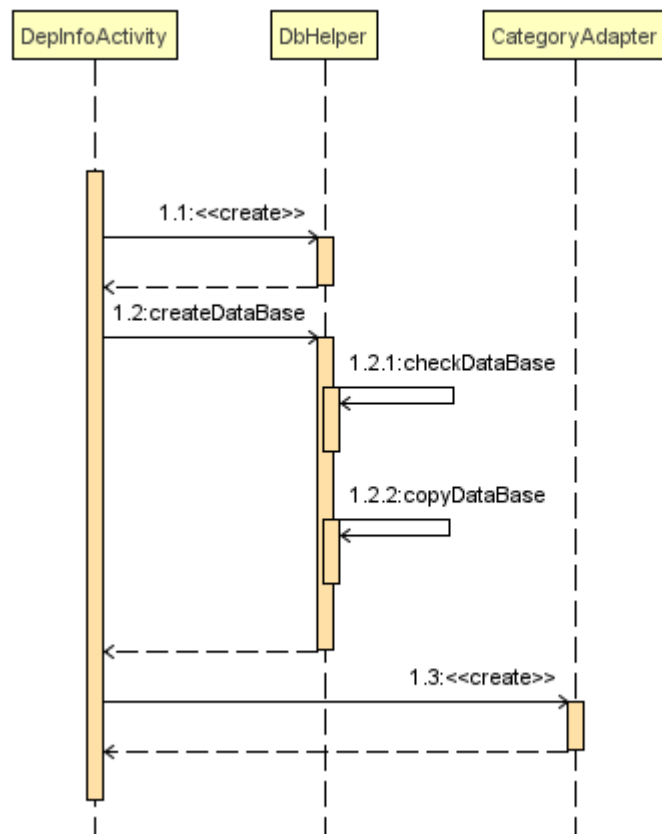 DepInfoActivity
DbHelper
CategoryAdapter
1.1:<<create>>
1.2:createDataBase
1.2.1:checkDataBase
1.2.2:copyDataBase
1.3:<<create>>